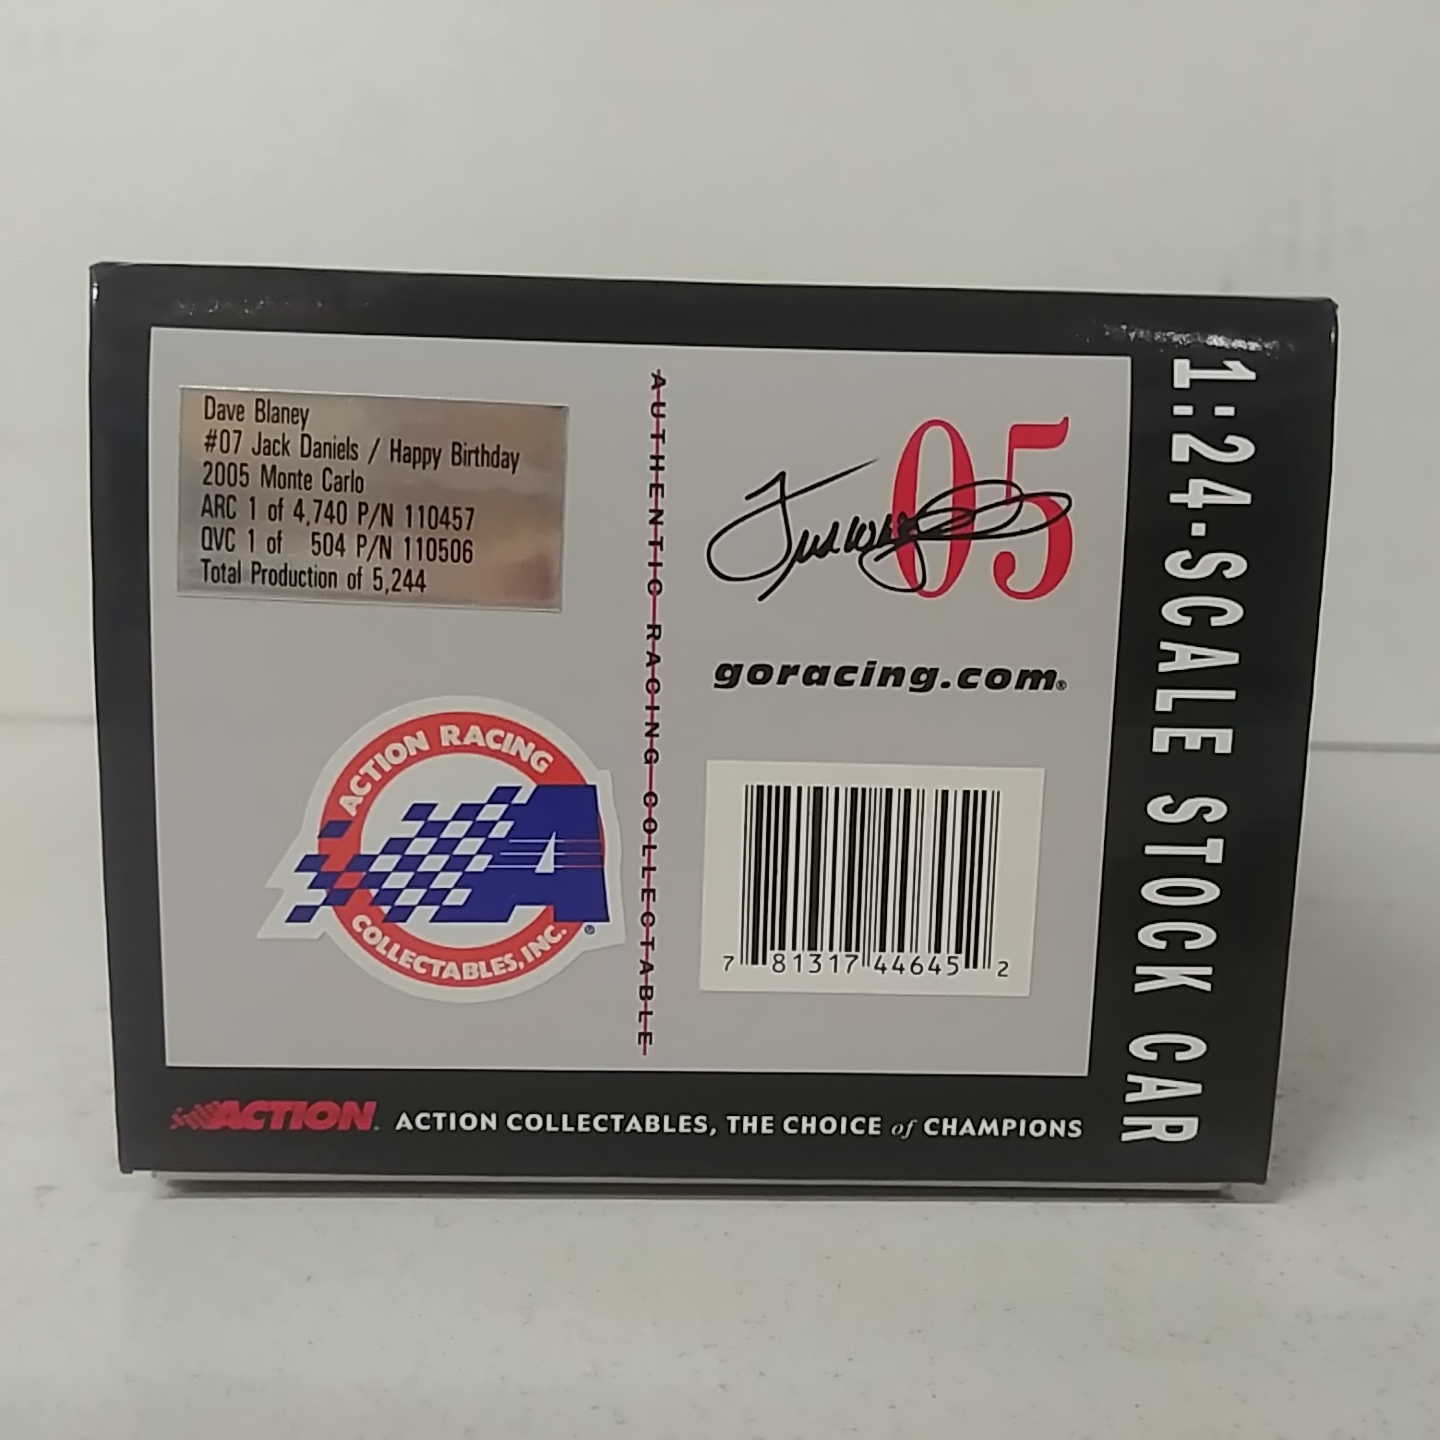 Dave Blaney
#07 Jack Daniels / Happy Birthday
2005 Monte Carlo
ARC 1 of 4,740 P/N 110457
QVC 1 of 504 P/N 110506
Total Production of 5,244
ACTION RACING
COLLECTABLES, INC.®
AUTHENTIC RACING COLLECTABLE
05
goracing.com®
7 81317 44645 2
1:24-SCALE STOCK CAR
ACTION. ACTION COLLECTABLES, THE CHOICE of CHAMPIONS